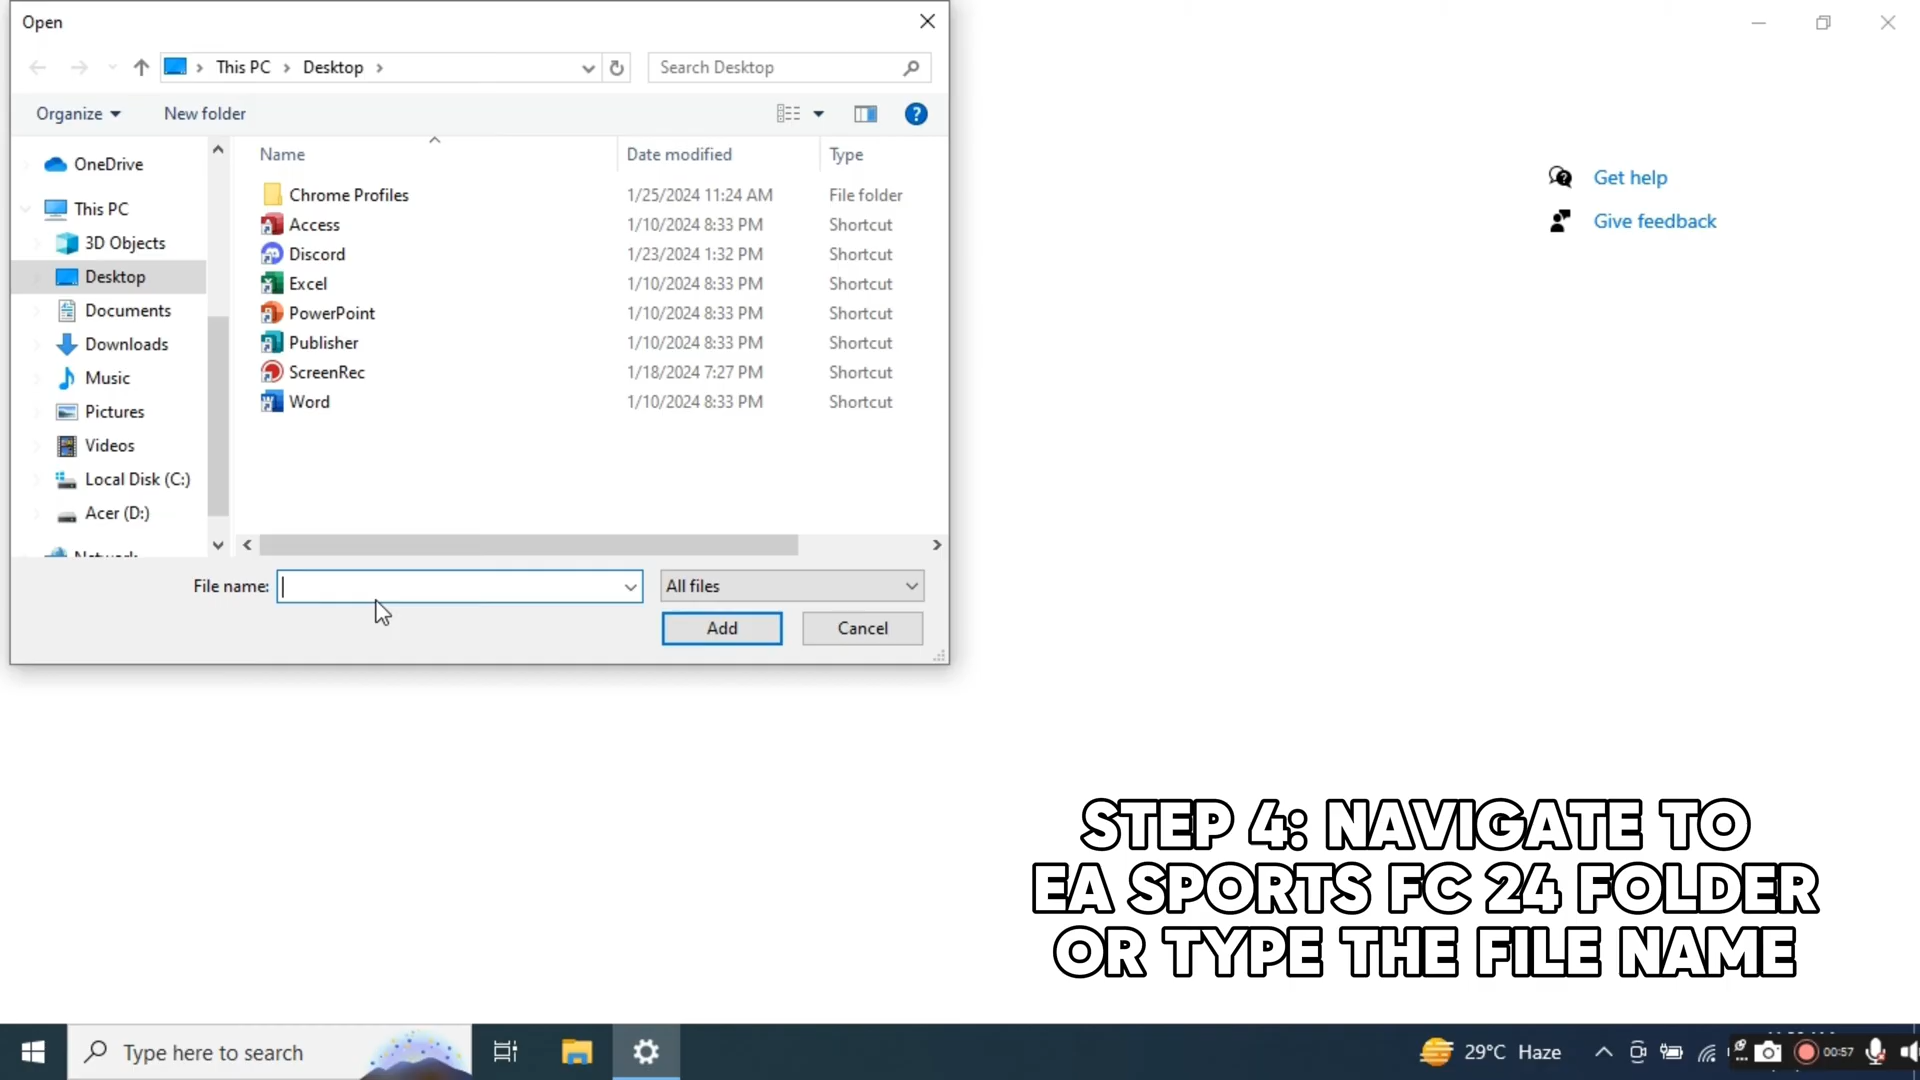 Open
This PC > Desktop >
Search Desktop
Organize
New folder
Name
Date modified
Type
OneDrive
This PC
3D Objects
Desktop
Documents
Downloads
Music
Pictures
Videos
Local Disk (C:)
Acer (D:)
Network
Chrome Profiles 1/25/2024 11:24 AM File folder
Access 1/10/2024 8:33 PM Shortcut
Discord 1/23/2024 1:32 PM Shortcut
Excel 1/10/2024 8:33 PM Shortcut
PowerPoint 1/10/2024 8:33 PM Shortcut
Publisher 1/10/2024 8:33 PM Shortcut
ScreenRec 1/18/2024 7:27 PM Shortcut
Word 1/10/2024 8:33 PM Shortcut
File name:
All files
Add
Cancel
Get help
Give feedback
STEP 4: NAVIGATE TO
EA SPORTS FC 24 FOLDER
OR TYPE THE FILE NAME
Type here to search
29°C Haze
00:57